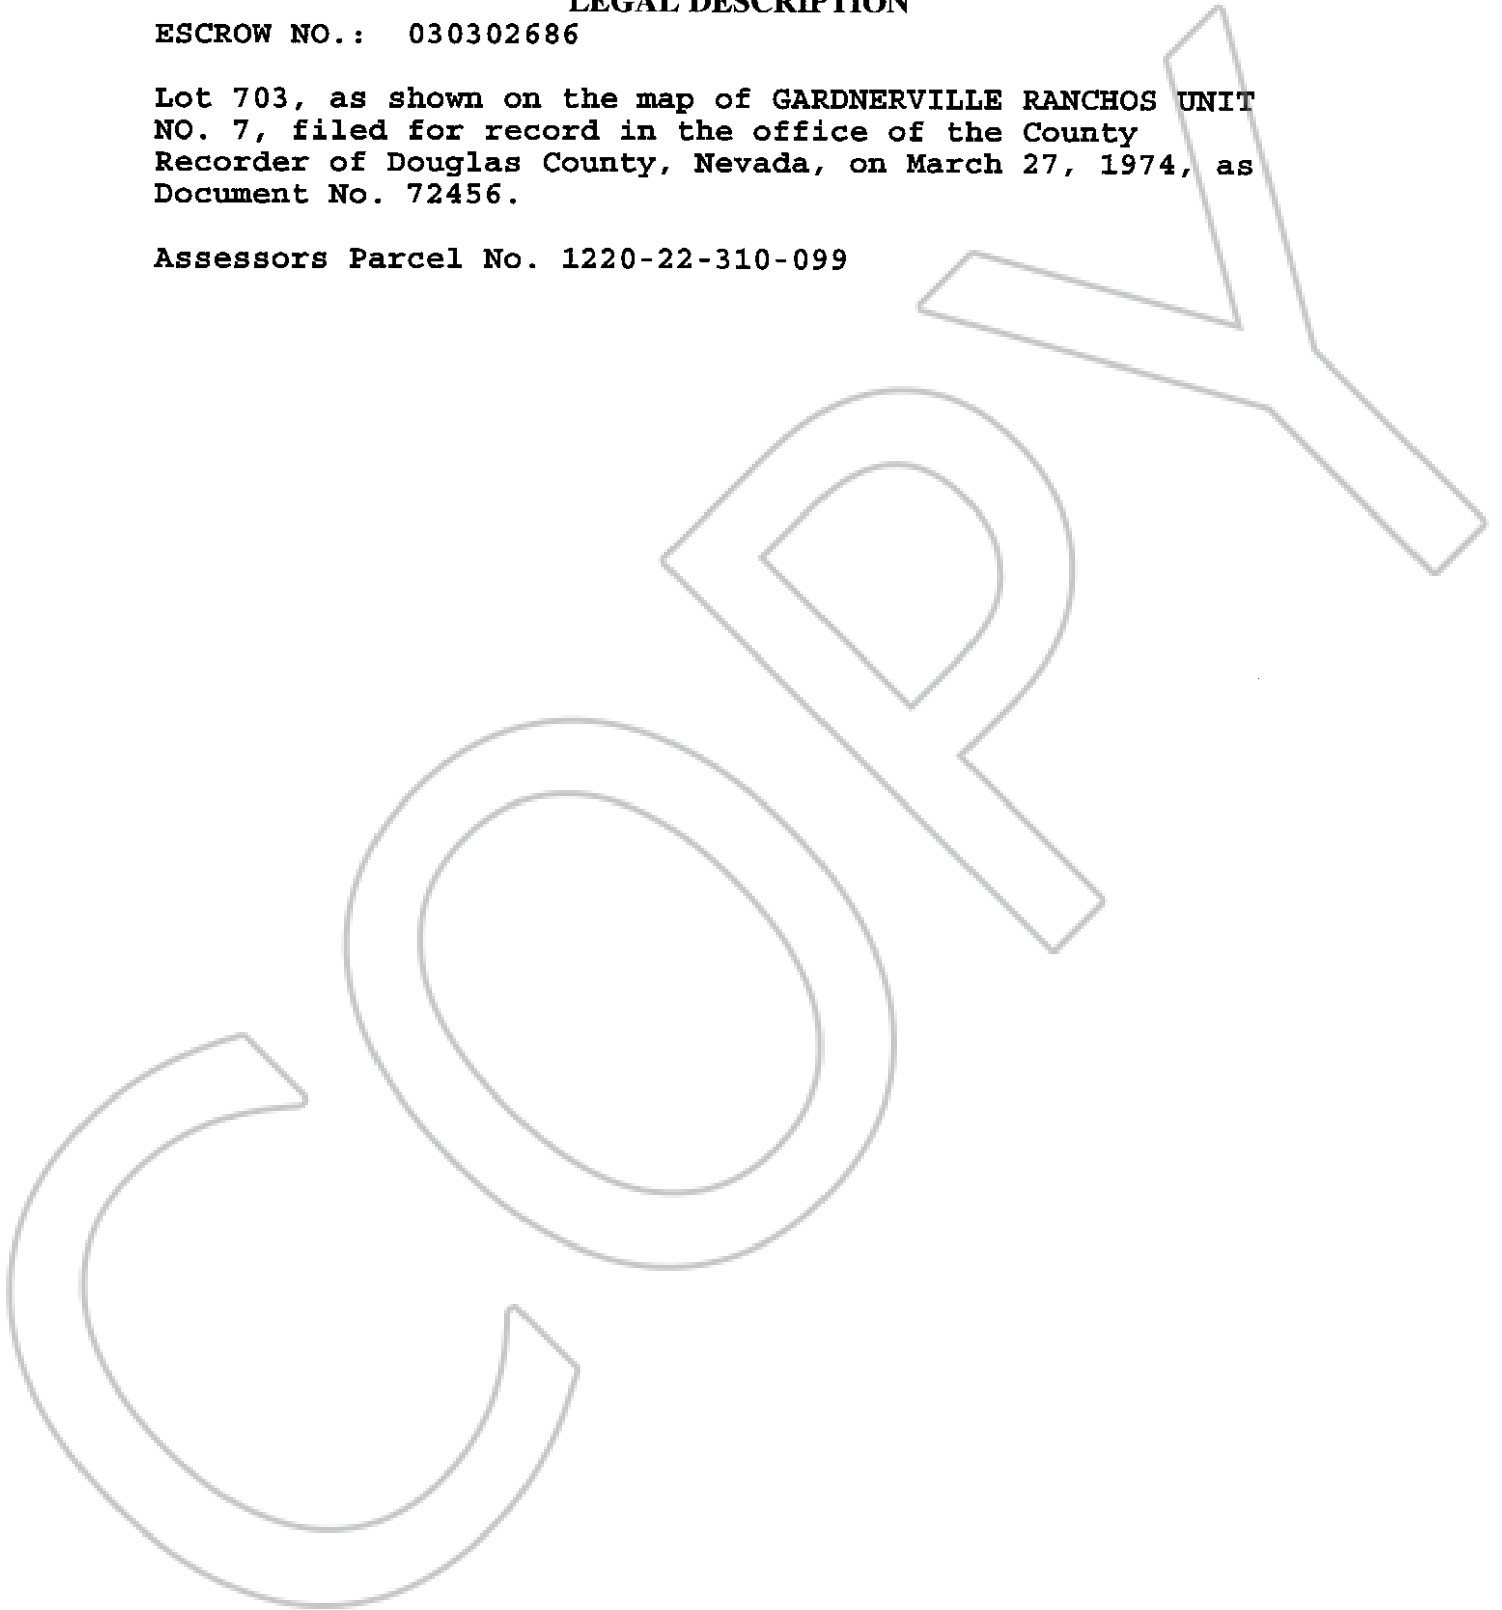 LEGAL DESCRIPTION
ESCROW NO.: 030302686
Lot 703, as shown on the map of GARDNERVILLE RANCHOS UNIT
NO. 7, filed for record in the office of the County
Recorder of Douglas County, Nevada, on March 27, 1974, as
Document No. 72456.
Assessors Parcel No. 1220-22-310-099
COPY